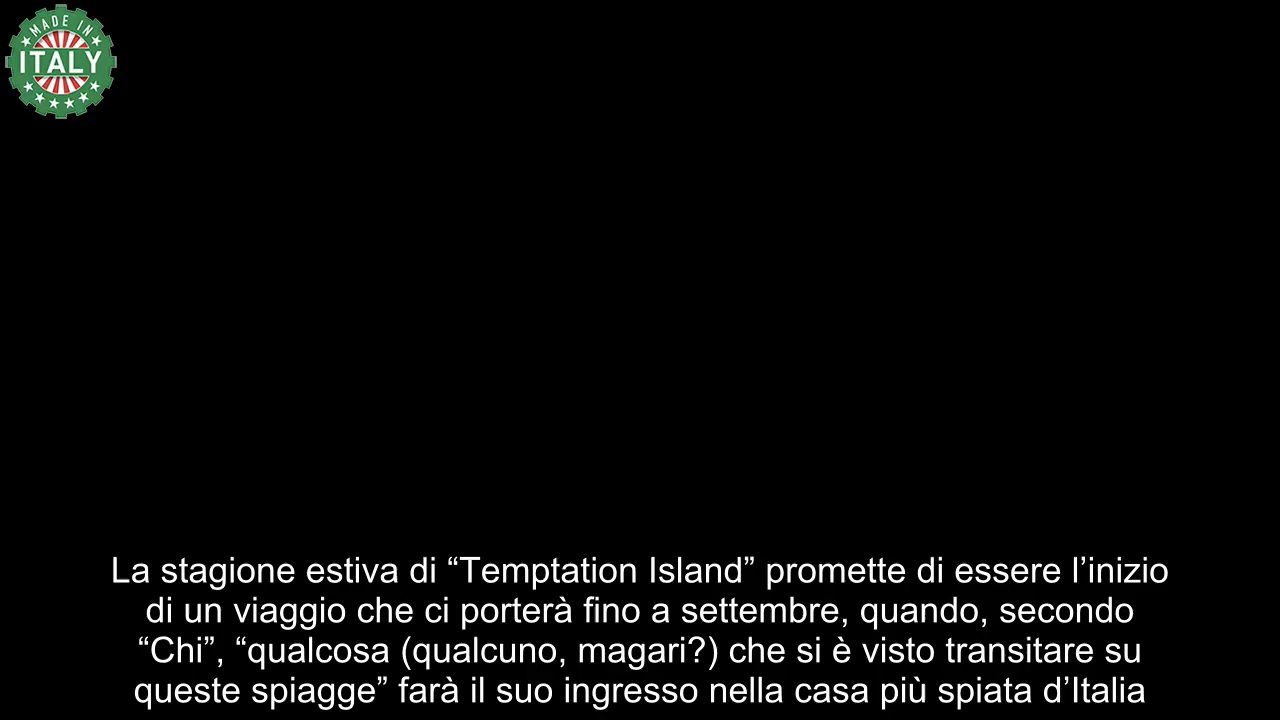 MADE IN
ITALY
La stagione estiva di “Temptation Island” promette di essere l’inizio
di un viaggio che ci porterà fino a settembre, quando, secondo
“Chi”, “qualcosa (qualcuno, magari?) che si è visto transitare su
queste spiagge” farà il suo ingresso nella casa più spiata d’Italia